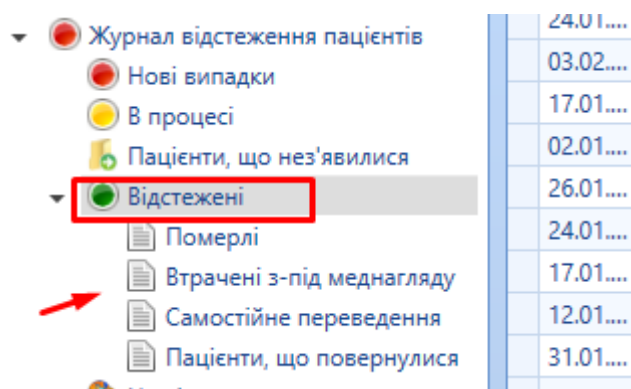 Журнал відстеження пацієнтів
Нові випадки
В процесі
Пацієнти, що нез'явилися
Відстежені
Померлі
Втрачені з-під меднагляду
Самостійне переведення
Пацієнти, що повернулися
24.01....
03.02....
17.01....
02.01....
26.01....
24.01....
17.01....
12.01....
31.01....